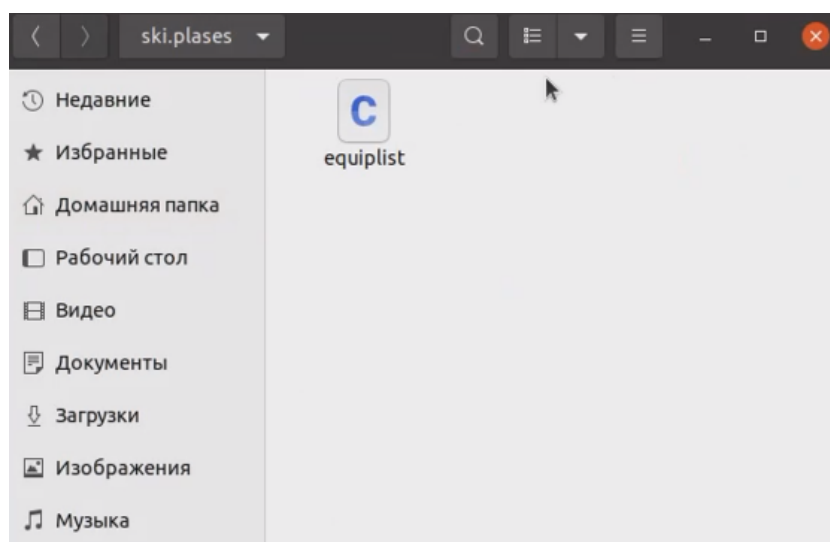 ski.plases
Недавние
Избранные
Домашняя папка
Рабочий стол
Видео
Документы
Загрузки
Изображения
Музыка
C
equiplist